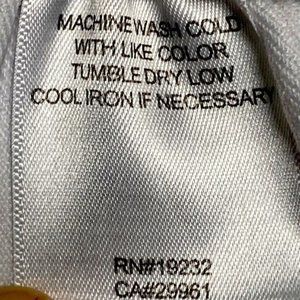 MACHINE WASH COLD
WITH LIKE COLOR
TUMBLE DRY LOW
COOL IRON IF NECESSARY
RN#19232
CA#29961